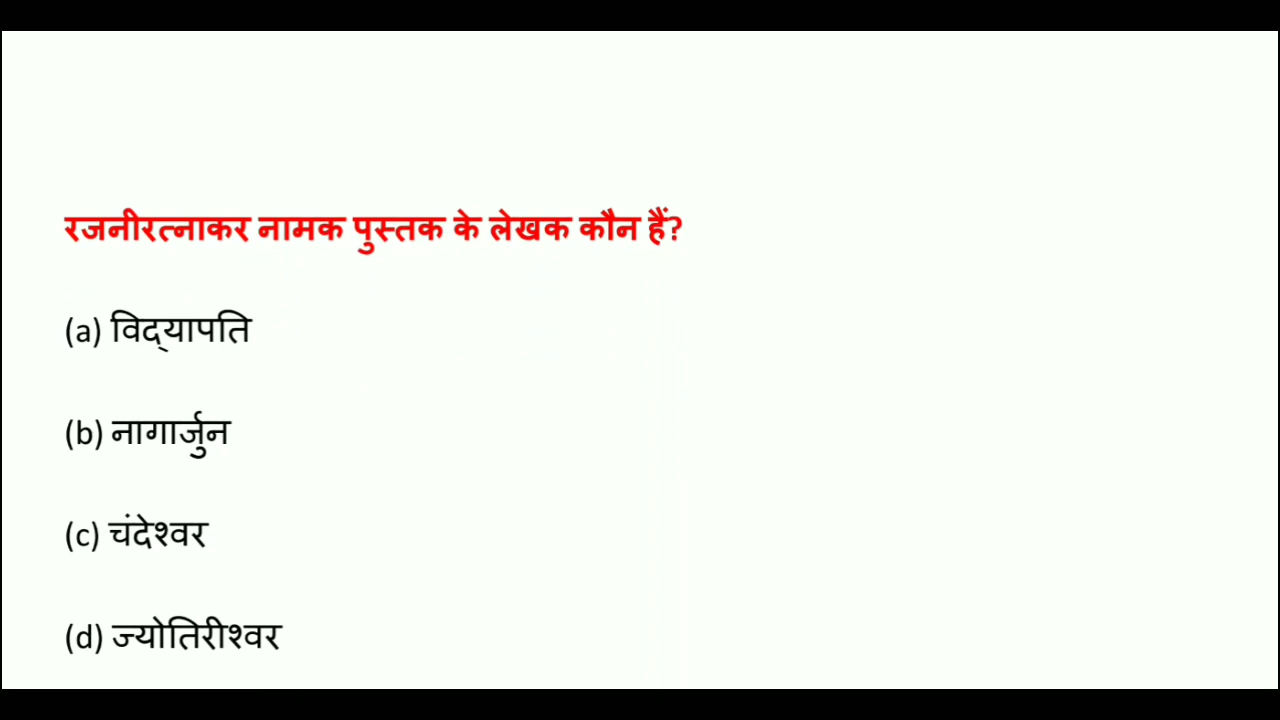 रजनीरत्नाकर नामक पुस्तक के लेखक कौन हैं?
(a) विद्यापति
(b) नागार्जुन
(c) चंदेश्वर
(d) ज्योतिरीश्वर